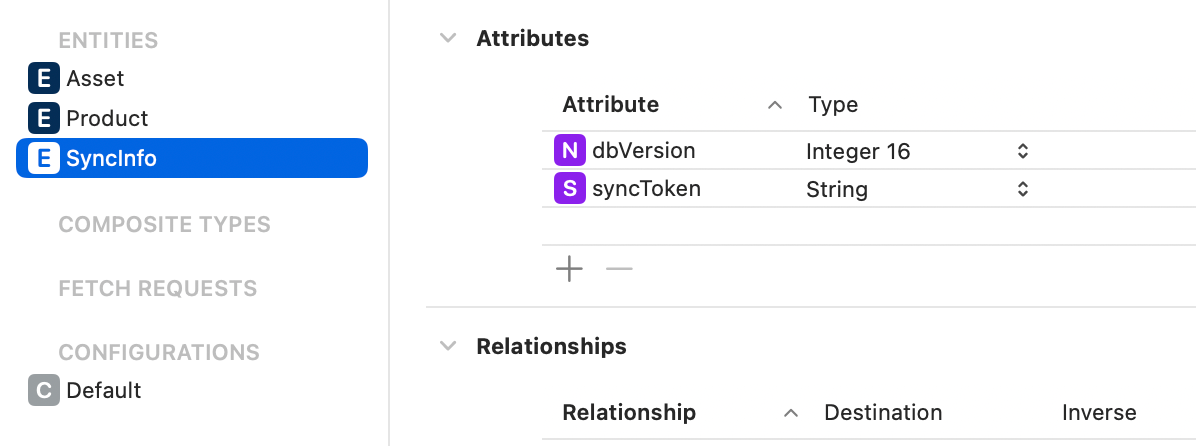 ENTITIES
E Asset
E Product
E SyncInfo
COMPOSITE TYPES
FETCH REQUESTS
CONFIGURATIONS
C Default
Attributes
Attribute Type
N dbVersion Integer 16
S syncToken String
Relationships
Relationship Destination Inverse